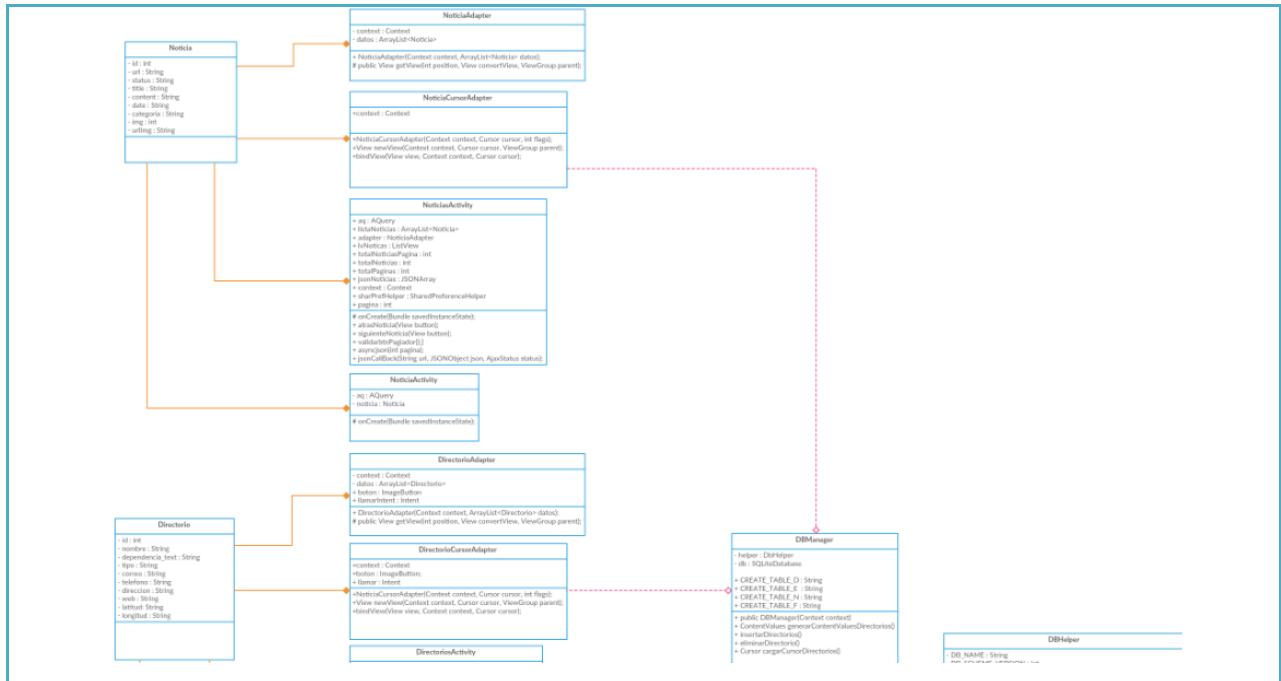 NoticiaAdapter
- context : Context
- datos : ArrayList<Noticia>
+ NoticiaAdapter(Context context, ArrayList<Noticia> datos);
# public View getView(int position, View convertView, ViewGroup parent);
Noticia
- id : int
- url : String
- status : String
- title : String
- content : String
- date : String
- categoria : String
- img : int
- urlimg : String
NoticiaCursorAdapter
+context : Context
+NoticiaCursorAdapter(Context context, Cursor cursor, int flags);
+View newView(Context context, Cursor cursor, ViewGroup parent);
+bindView(View view, Context context, Cursor cursor);
NoticiasActivity
+ aq : AQuery
+ listaNoticias : ArrayList<Noticia>
+ adapter : NoticiaAdapter
+ lvNoticas : ListView
+ totalNoticiasPagina : int
+ totalNoticias : int
+ totalPaginas : int
+ jsonNoticias : JSONArray
+ context : Context
+ sharPrefHelper : SharedPreferenceHelper
+ pagina : int
# onCreate(Bundle savedInstanceState);
+ atrasNoticia(View button);
+ siguienteNoticia(View button);
+ validarbtnPagiador();]
+ asyncjson(int pagina);
+ jsonCallBack(String url, JSONObject json, AjaxStatus status);
NoticiaActivity
- aq : AQuery
- noticia : Noticia
# onCreate(Bundle savedInstanceState);
DirectorioAdapter
- context : Context
- datos : ArrayList<Directorio>
+ boton : ImageButton
+ llamarIntent : Intent
+ DirectorioAdapter(Context context, ArrayList<Directorio> datos);
# public View getView(int position, View convertView, ViewGroup parent);
Directorio
- id : int
- nombre : String
- dependencia_text : String
- tipo : String
- correo : String
- telefono : String
- direccion : String
- web : String
- latitud: String
- longitud : String
DirectorioCursorAdapter
+context : Context
+boton : ImageButton;
+ llamar : Intent
+NoticiaCursorAdapter(Context context, Cursor cursor, int flags);
+View newView(Context context, Cursor cursor, ViewGroup parent);
+bindView(View view, Context context, Cursor cursor);
DBManager
- helper : DbHelper
- db : SQLiteDatabase
+ CREATE_TABLE_D : String
+ CREATE_TABLE_E : String
+ CREATE_TABLE_N : String
+ CREATE_TABLE_F : String
+ public DBManager(Context context)
+ ContentValues generarContentValuesDirectorios()
+ insertarDirectorios()
+ eliminarDirectorio()
+ Cursor cargarCursorDirectorios()
DirectoriosActivity
DBHelper
- DB_NAME : String